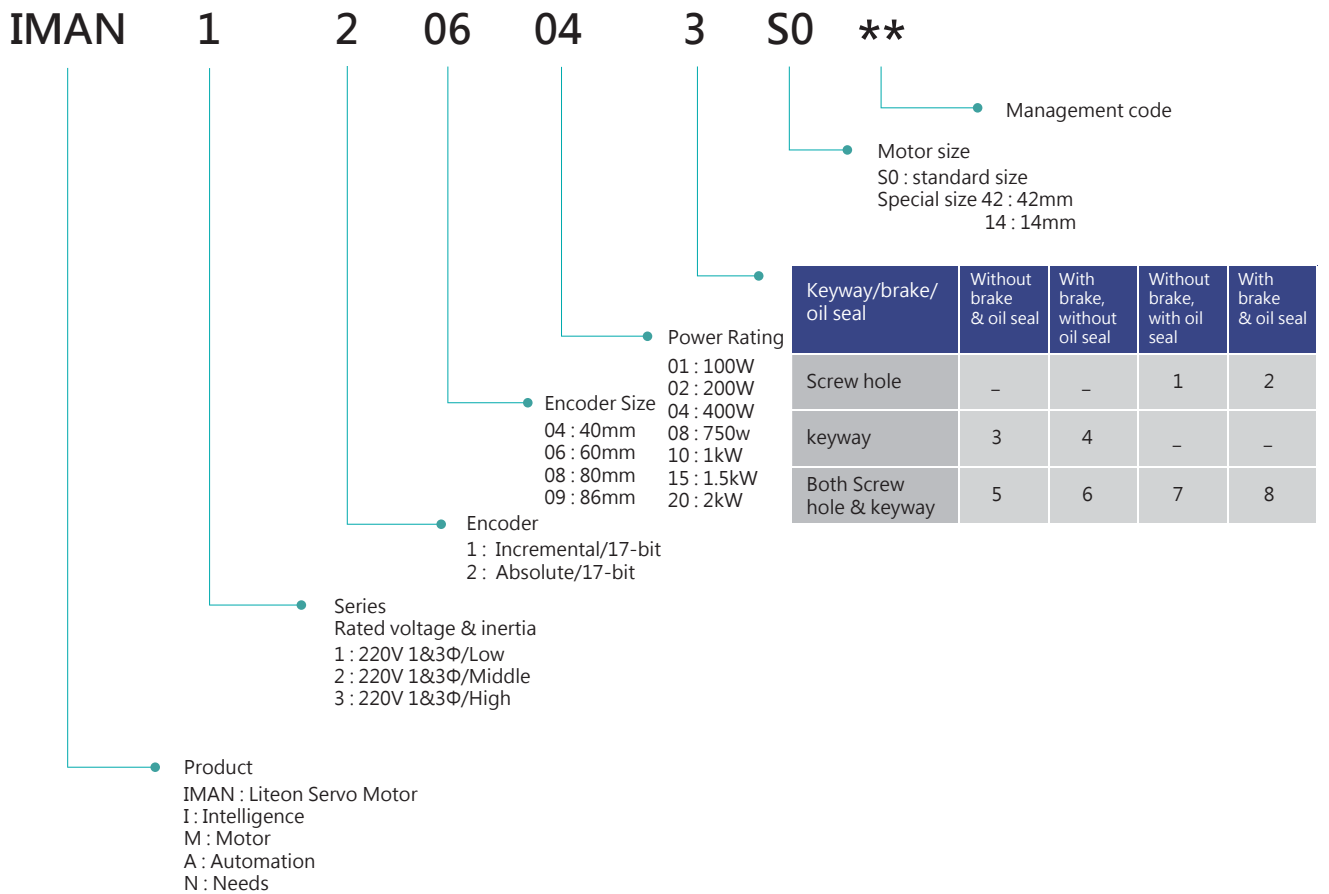 IMAN 1 2 06 04 3 S0 **
Management code
Motor size
S0 : standard size
Special size 42 : 42mm
14 : 14mm
Keyway/brake/ oil seal | Without brake & oil seal | With brake, without oil seal | Without brake, with oil seal | With brake & oil seal
Screw hole | _ | _ | 1 | 2
keyway | 3 | 4 | _ | _
Both Screw hole & keyway | 5 | 6 | 7 | 8
Power Rating
01 : 100W
02 : 200W
04 : 400W
08 : 750w
10 : 1kW
15 : 1.5kW
20 : 2kW
Encoder Size
04 : 40mm
06 : 60mm
08 : 80mm
09 : 86mm
Encoder
1 : Incremental/17-bit
2 : Absolute/17-bit
Series
Rated voltage & inertia
1 : 220V 1&3Φ/Low
2 : 220V 1&3Φ/Middle
3 : 220V 1&3Φ/High
Product
IMAN : Liteon Servo Motor
I : Intelligence
M : Motor
A : Automation
N : Needs